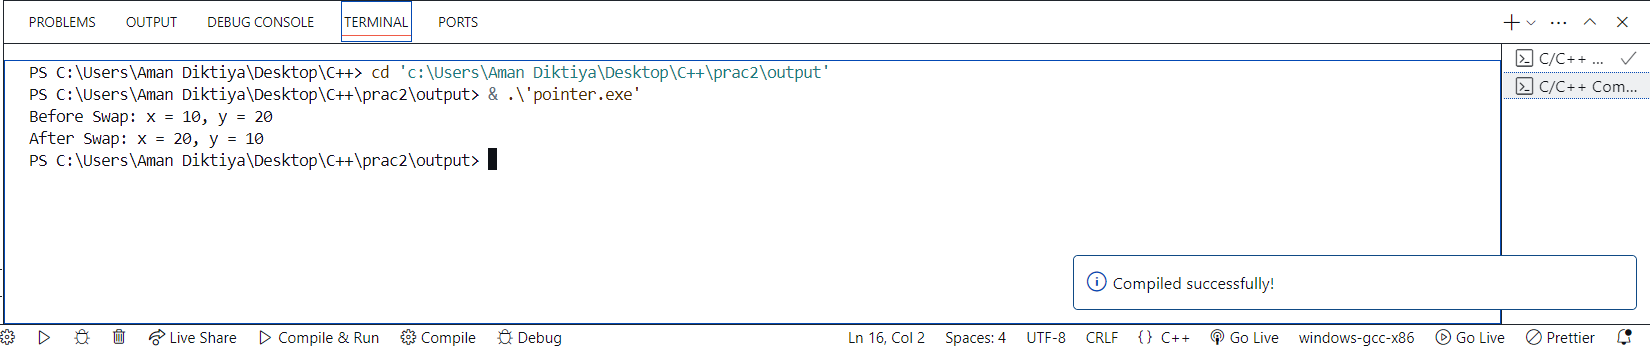 PROBLEMS OUTPUT DEBUG CONSOLE TERMINAL PORTS
PS C:\Users\Aman Diktiya\Desktop\C++> cd 'c:\Users\Aman Diktiya\Desktop\C++\prac2\output'
PS C:\Users\Aman Diktiya\Desktop\C++\prac2\output> & .\'pointer.exe'
Before Swap: x = 10, y = 20
After Swap: x = 20, y = 10
PS C:\Users\Aman Diktiya\Desktop\C++\prac2\output>
C/C++ ...
C/C++ Com...
Compiled successfully!
Live Share Compile & Run Compile Debug Ln 16, Col 2 Spaces: 4 UTF-8 CRLF { } C++ Go Live windows-gcc-x86 Go Live Prettier